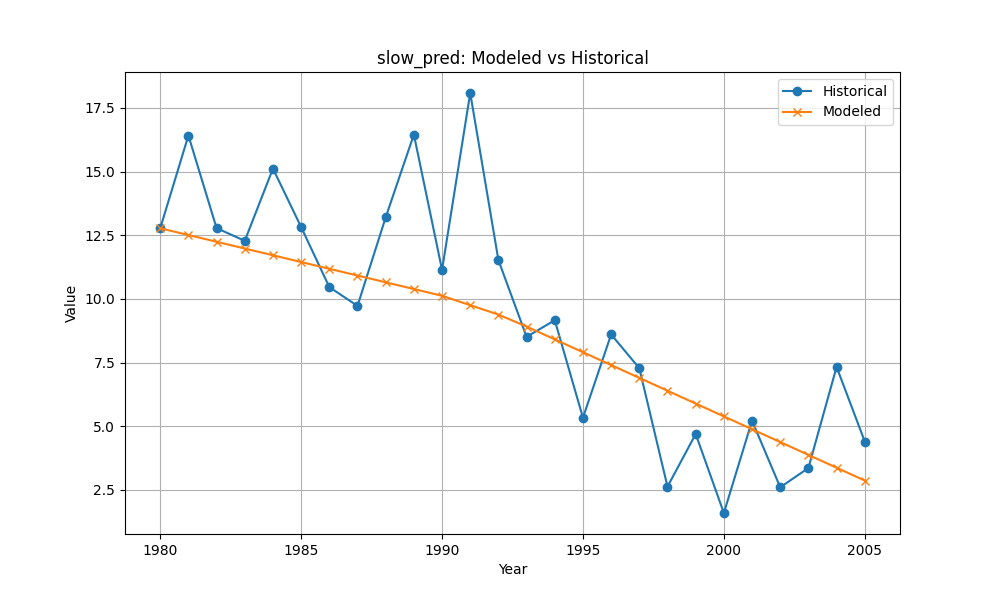 slow_pred: Modeled vs Historical
Historical
Modeled
Value
17.5
15.0
12.5
10.0
7.5
5.0
2.5
1980 1985 1990 1995 2000 2005
Year